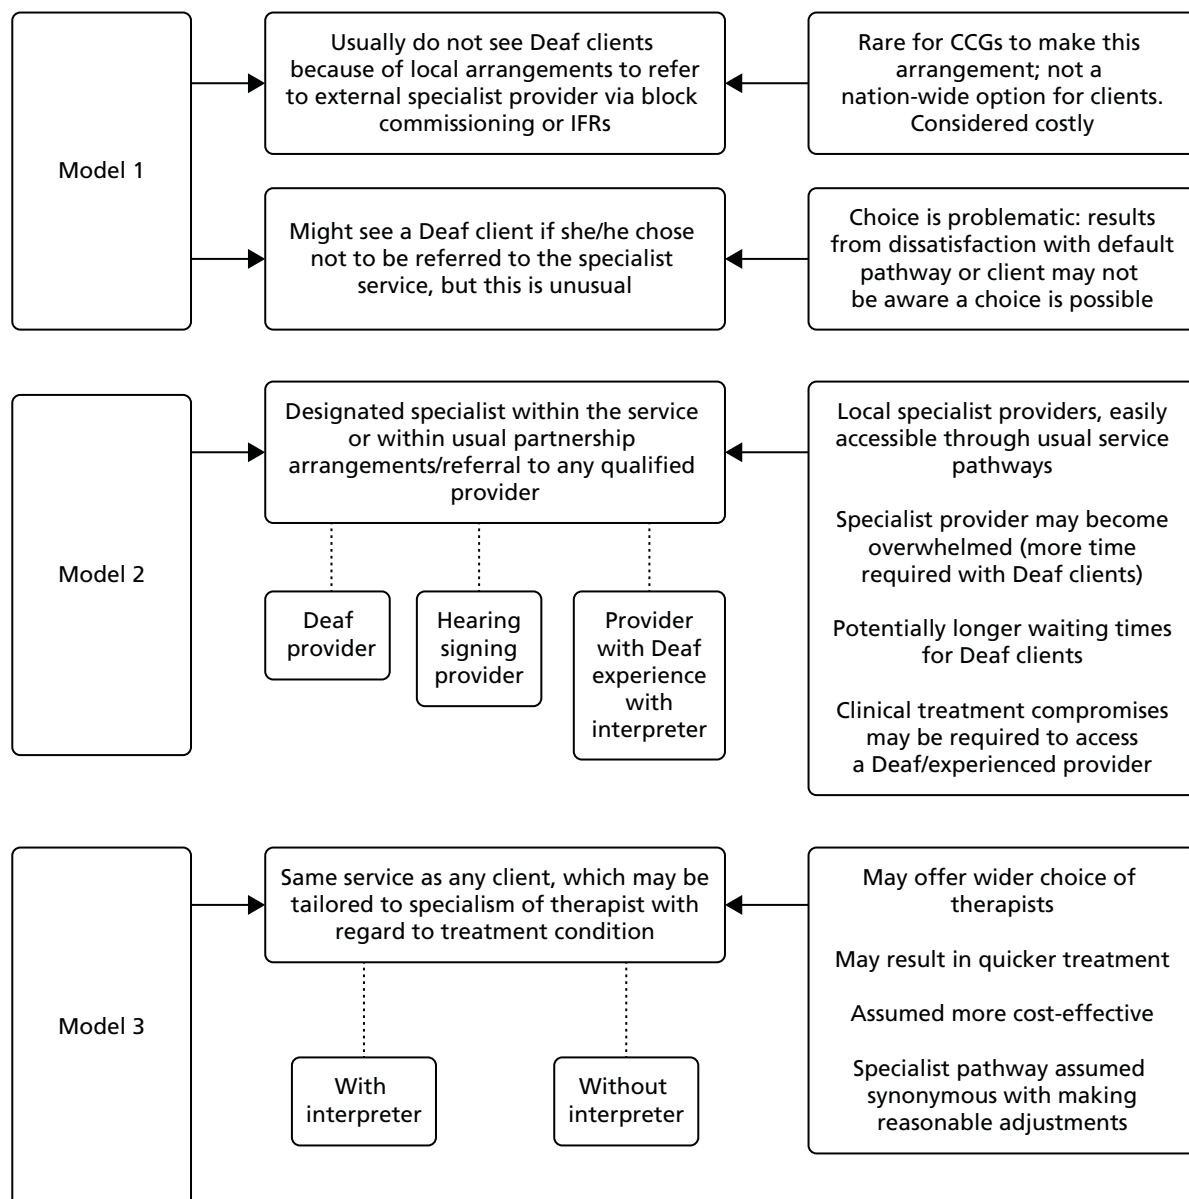 Model 1
Usually do not see Deaf clients
because of local arrangements to refer
to external specialist provider via block
commissioning or IFRs
Rare for CCGs to make this
arrangement; not a
nation-wide option for clients.
Considered costly
Might see a Deaf client if she/he chose
not to be referred to the specialist
service, but this is unusual
Choice is problematic: results
from dissatisfaction with default
pathway or client may not
be aware a choice is possible
Model 2
Designated specialist within the service
or within usual partnership
arrangements/referral to any qualified
provider
Deaf
provider
Hearing
signing
provider
Provider
with Deaf
experience
with
interpreter
Local specialist providers, easily
accessible through usual service
pathways
Specialist provider may become
overwhelmed (more time
required with Deaf clients)
Potentially longer waiting times
for Deaf clients
Clinical treatment compromises
may be required to access
a Deaf/experienced provider
Model 3
Same service as any client, which may be
tailored to specialism of therapist with
regard to treatment condition
With
interpreter
Without
interpreter
May offer wider choice of
therapists
May result in quicker treatment
Assumed more cost-effective
Specialist pathway assumed
synonymous with making
reasonable adjustments